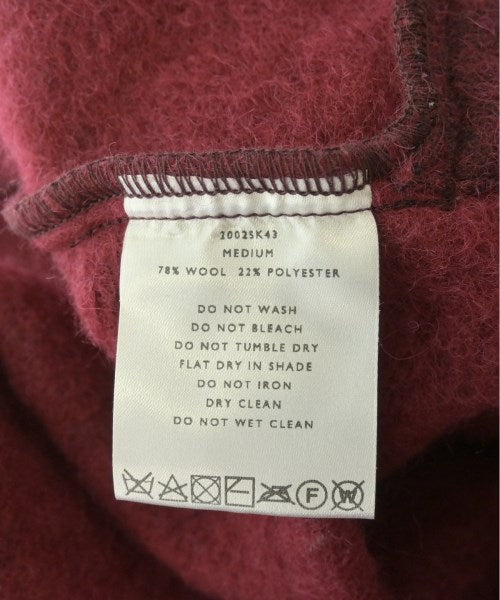 2002SK43
MEDIUM
78% WOOL 22% POLYESTER
DO NOT WASH
DO NOT BLEACH
DO NOT TUMBLE DRY
FLAT DRY IN SHADE
DO NOT IRON
DRY CLEAN
DO NOT WET CLEAN
F W